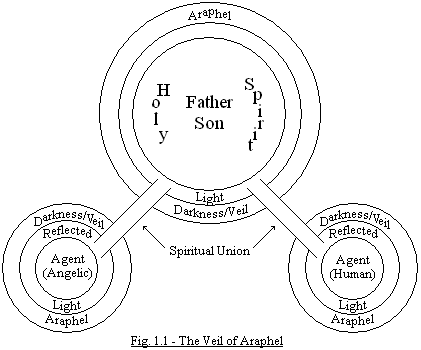 Araphel
Holy
Father
Son
Spirit
Light
Darkness/Veil
Darkness/Veil
Reflected
Agent
(Angelic)
Light
Araphel
Spiritual Union
Darkness/Veil
Reflected
Agent
(Human)
Light
Araphel
Fig. 1.1 - The Veil of Araphel